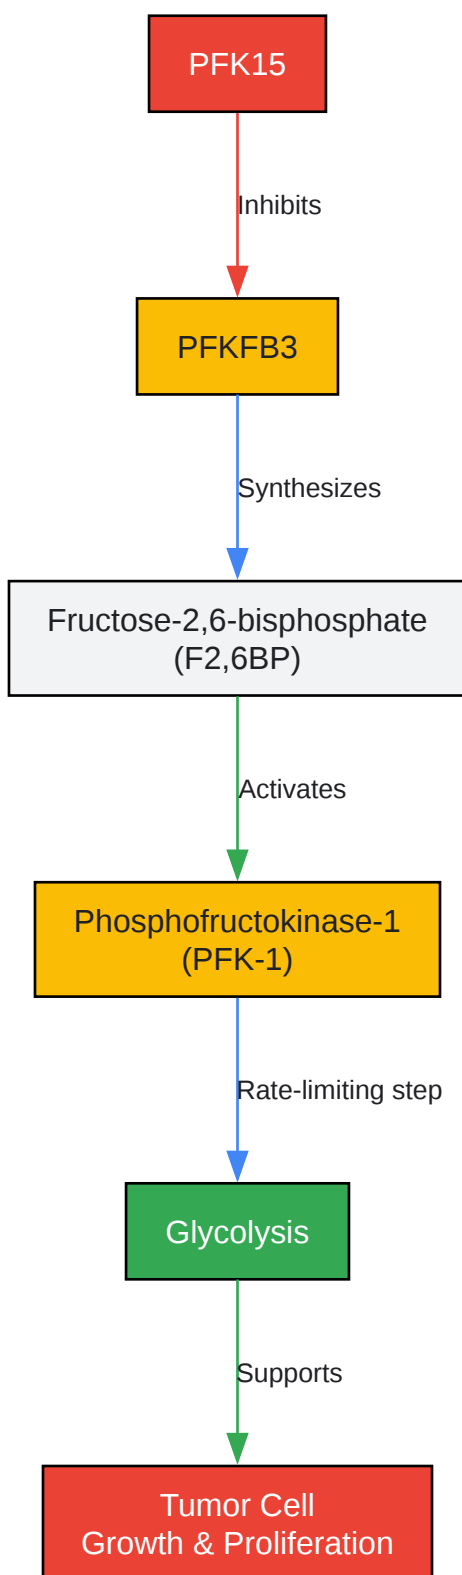 PFK15
Inhibits
PFKFB3
Synthesizes
Fructose-2,6-bisphosphate
(F2,6BP)
Activates
Phosphofructokinase-1
(PFK-1)
Rate-limiting step
Glycolysis
Supports
Tumor Cell
Growth & Proliferation